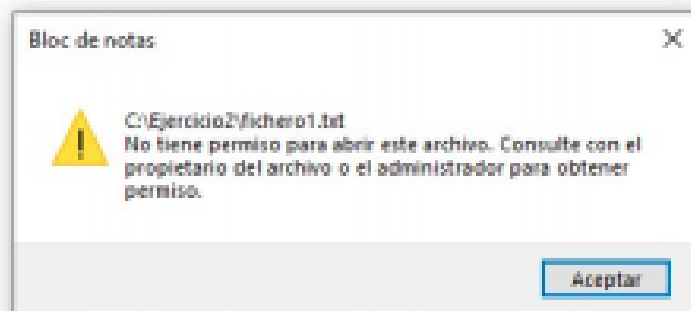 Bloc de notas
C:\Ejercicio2\fichero1.txt
No tiene permiso para abrir este archivo. Consulte con el
propietario del archivo o el administrador para obtener
permiso.
Aceptar